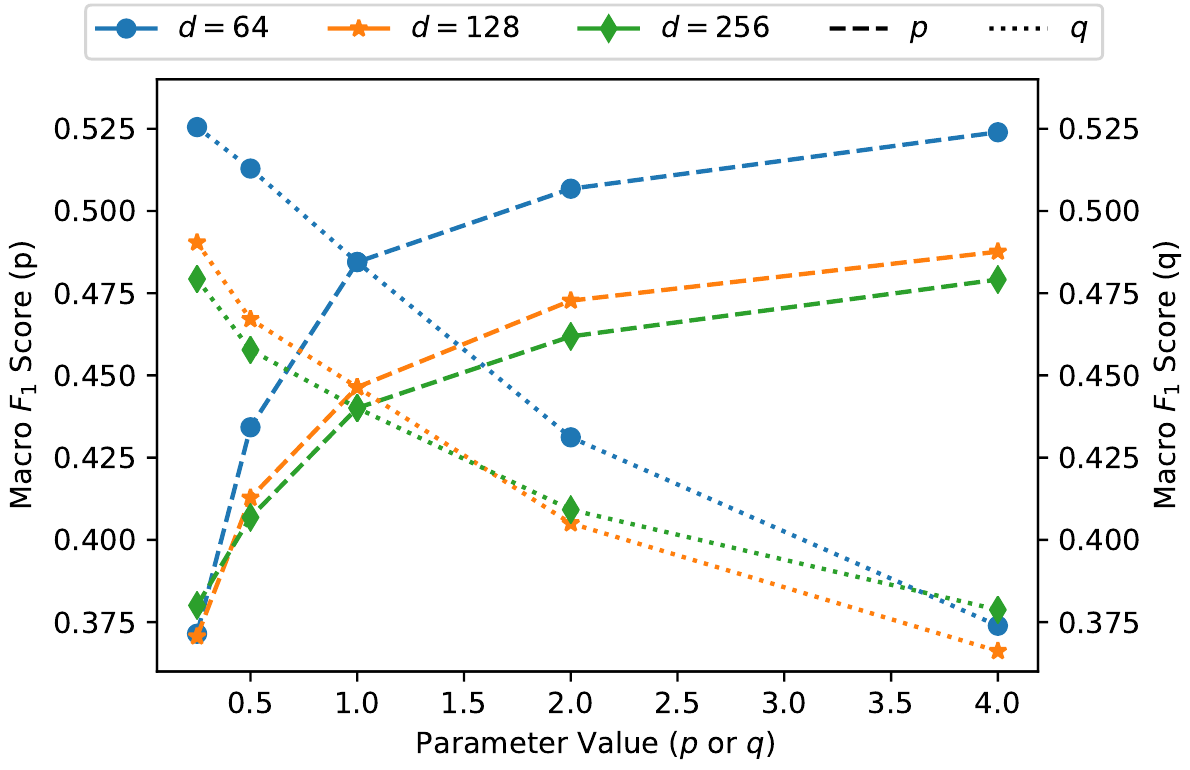 d = 64 d = 128 d = 256 p q
0.525 0.525
0.500 0.500
0.475 0.475
0.450 0.450
0.425 0.425
0.400 0.400
0.375 0.375
Macro F1 Score (p)
Macro F1 Score (q)
0.5 1.0 1.5 2.0 2.5 3.0 3.5 4.0
Parameter Value (p or q)